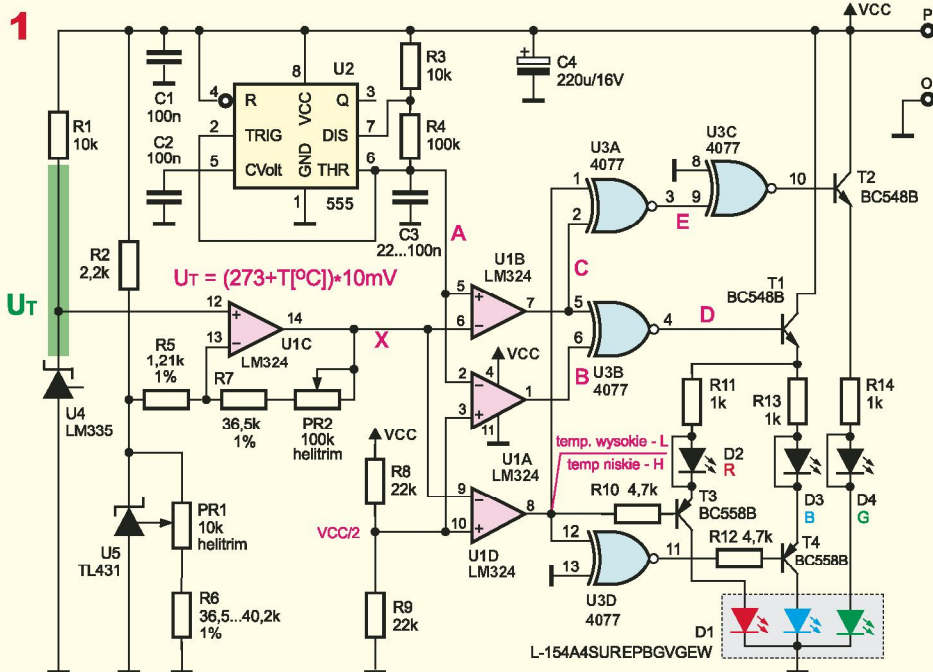 1
VCC
P
O
R1
10k
C1
100n
C2
100n
U2
4
8
3
R
VCC
Q
2
TRIG
DIS
7
5
CVolt
GND
THR
6
1
555
R3
10k
R4
100k
C3
22...100n
C4
220u/16V
U3A
4077
1
2
3
E
U3C
4077
8
9
10
T2
BC548B
R2
2,2k
A
UT = (273+T[ºC])*10mV
UT
C
12
+
13
−
14
U1C
LM324
X
U1B
LM324
5
+
6
−
7
5
6
4
U3B
4077
D
B
T1
BC548B
R5
1,21k
1%
R7
36,5k
1%
PR2
100k
helitrim
U4
LM335
VCC
4
2
−
3
+
1
11
U1A
LM324
R11
1k
R13
1k
R14
1k
VCC
R8
22k
VCC/2
temp. wysokie - L
temp niskie - H
D2
R
D3
B
D4
G
9
−
10
+
8
U1D
LM324
R10 4,7k
T3
BC558B
PR1
10k
helitrim
U5
TL431
R6
36,5...40,2k
1%
R9
22k
12
13
11
U3D
4077
R12 4,7k
T4
BC558B
D1
L-154A4SUREPBGVGEW